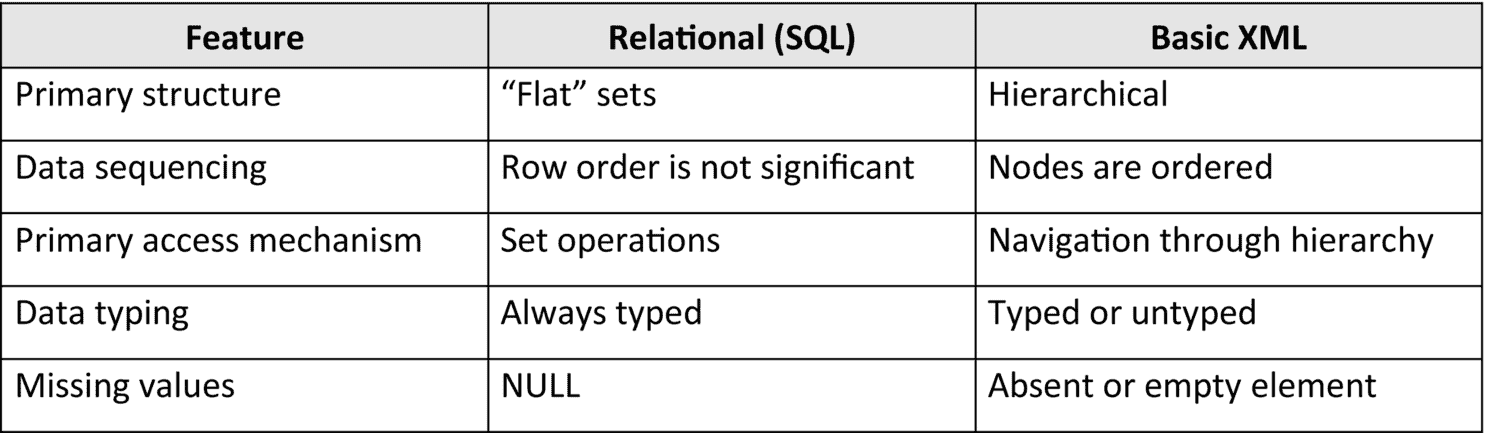 Feature Relational (SQL) Basic XML
Primary structure “Flat” sets Hierarchical
Data sequencing Row order is not significant Nodes are ordered
Primary access mechanism Set operations Navigation through hierarchy
Data typing Always typed Typed or untyped
Missing values NULL Absent or empty element